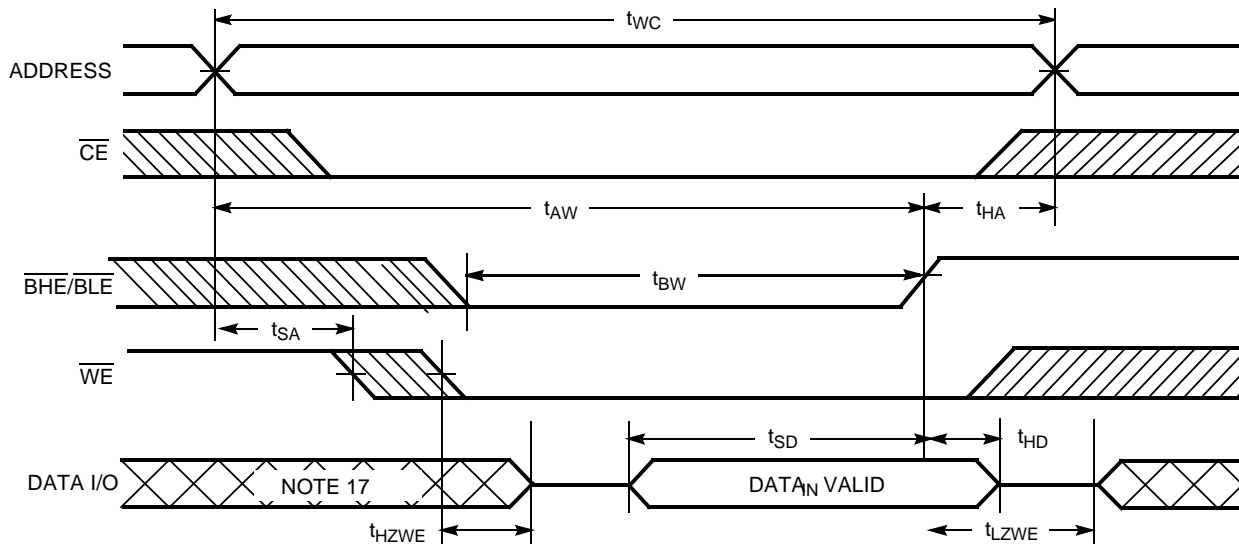 tWC
ADDRESS
CE
tAW
tHA
BHE/BLE
tBW
tSA
WE
tSD
tHD
DATA I/O
NOTE 17
DATAIN VALID
tHZWE
tLZWE